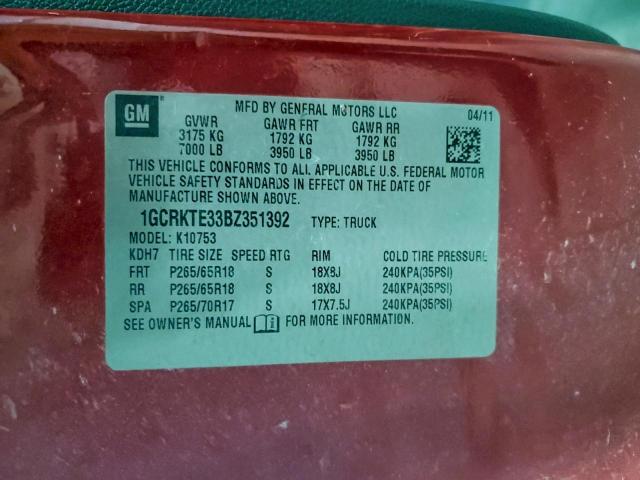 GM
MFD BY GENERAL MOTORS LLC 04/11
GVWR GAWR FRT GAWR RR
3175 KG 1792 KG 1792 KG
7000 LB 3950 LB 3950 LB
THIS VEHICLE CONFORMS TO ALL APPLICABLE U.S. FEDERAL MOTOR
VEHICLE SAFETY STANDARDS IN EFFECT ON THE DATE OF
MANUFACTURE SHOWN ABOVE.
1GCRKTE33BZ351392 TYPE: TRUCK
MODEL: K10753
KDH7 TIRE SIZE SPEED RTG RIM COLD TIRE PRESSURE
FRT P265/65R18 S 18X8J 240KPA(35PSI)
RR P265/65R18 S 18X8J 240KPA(35PSI)
SPA P265/70R17 S 17X7.5J 240KPA(35PSI)
SEE OWNER'S MANUAL FOR MORE INFORMATION.